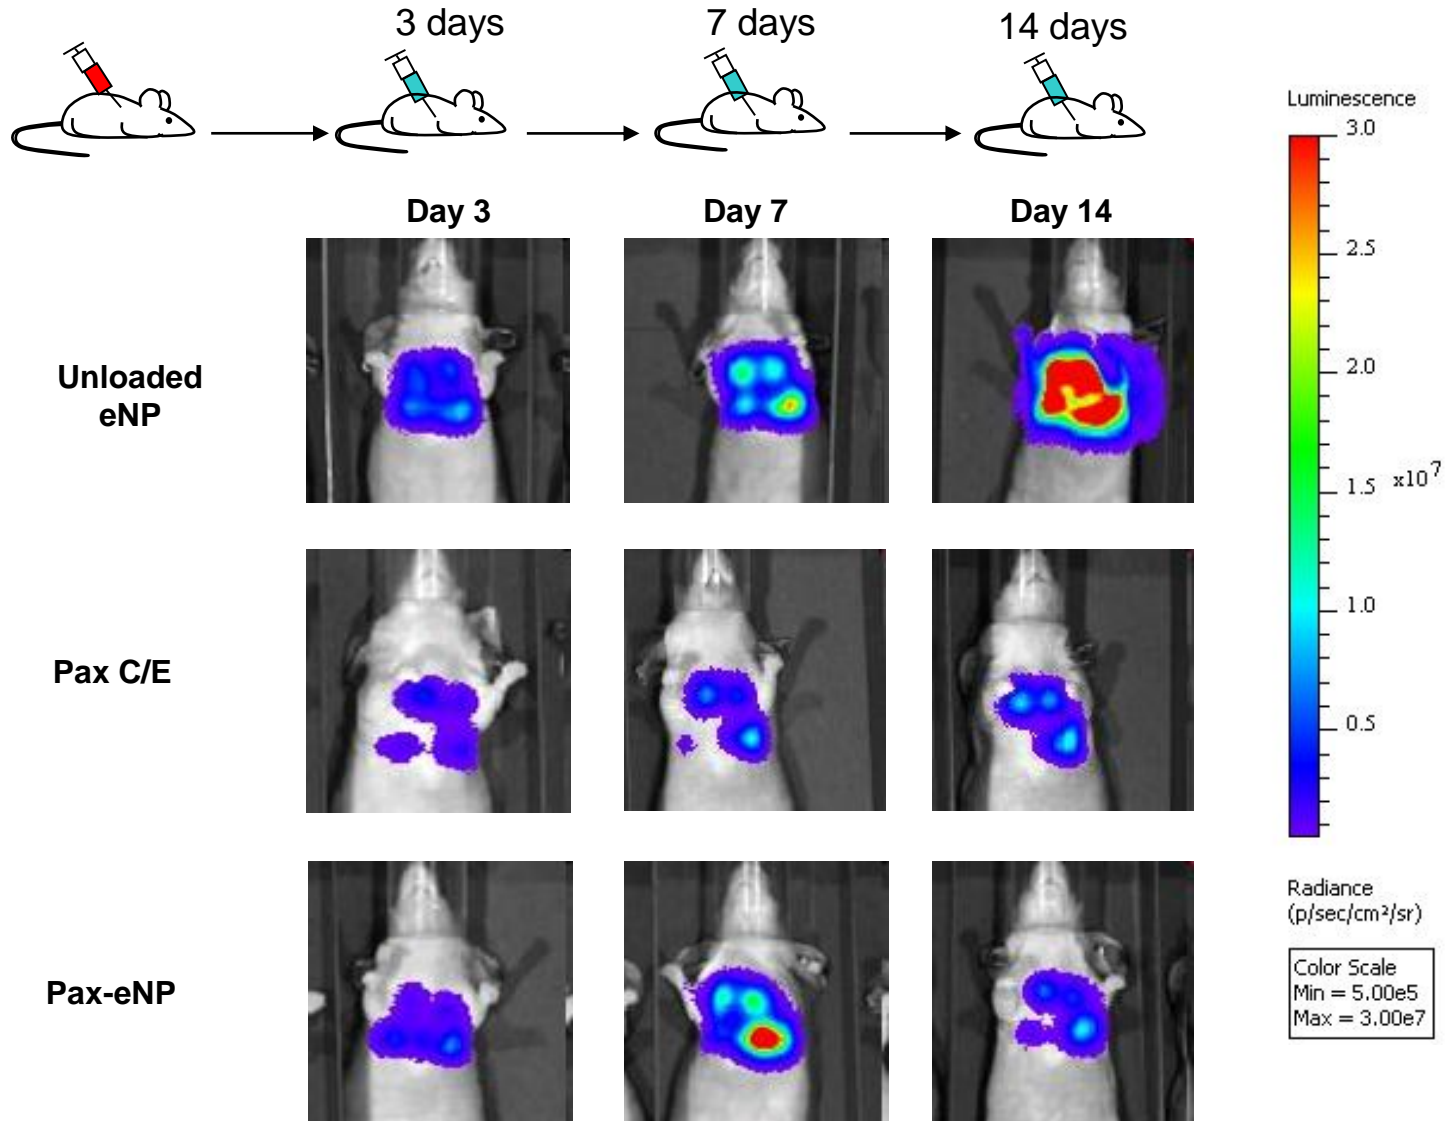 3 days
7 days
14 days
Day 3
Day 7
Day 14
Unloaded
eNP
Pax C/E
Pax-eNP
Luminescence
3.0
2.5
2.0
1.5
x10⁷
1.0
0.5
Radiance
(p/sec/cm²/sr)
Color Scale
Min = 5.00e5
Max = 3.00e7